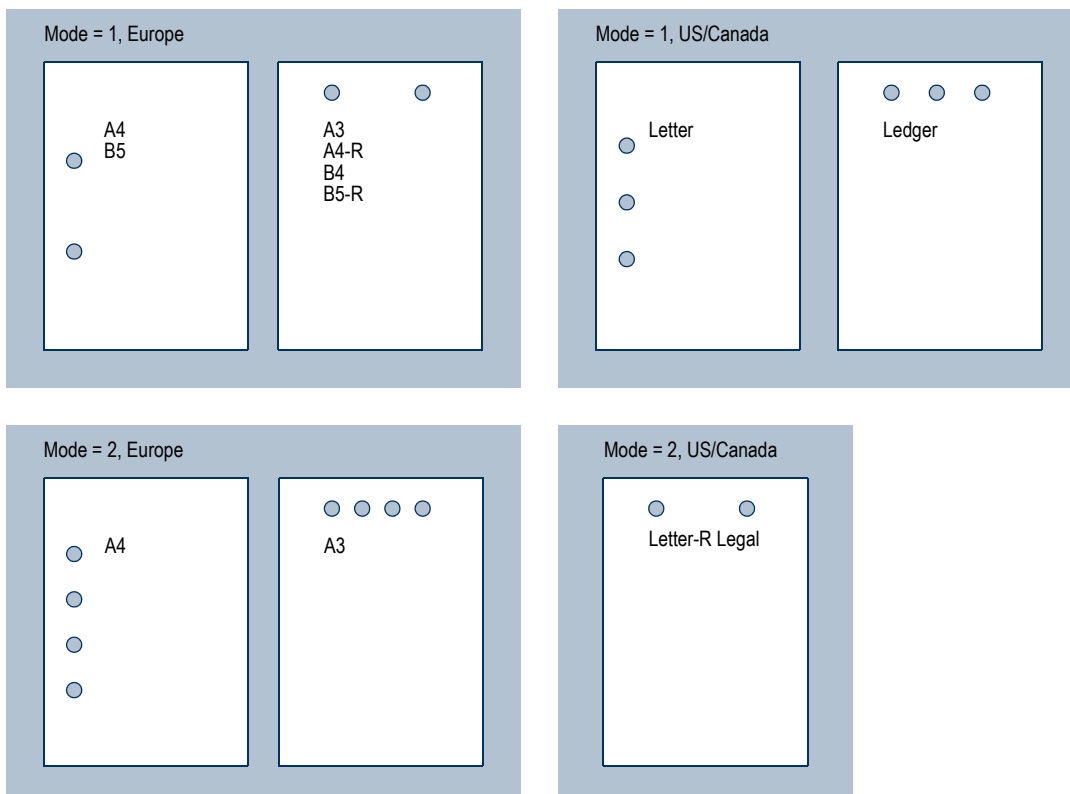 Mode = 1, Europe
A4
B5
A3
A4-R
B4
B5-R
Mode = 1, US/Canada
Letter
Ledger
Mode = 2, Europe
A4
A3
Mode = 2, US/Canada
Letter-R Legal